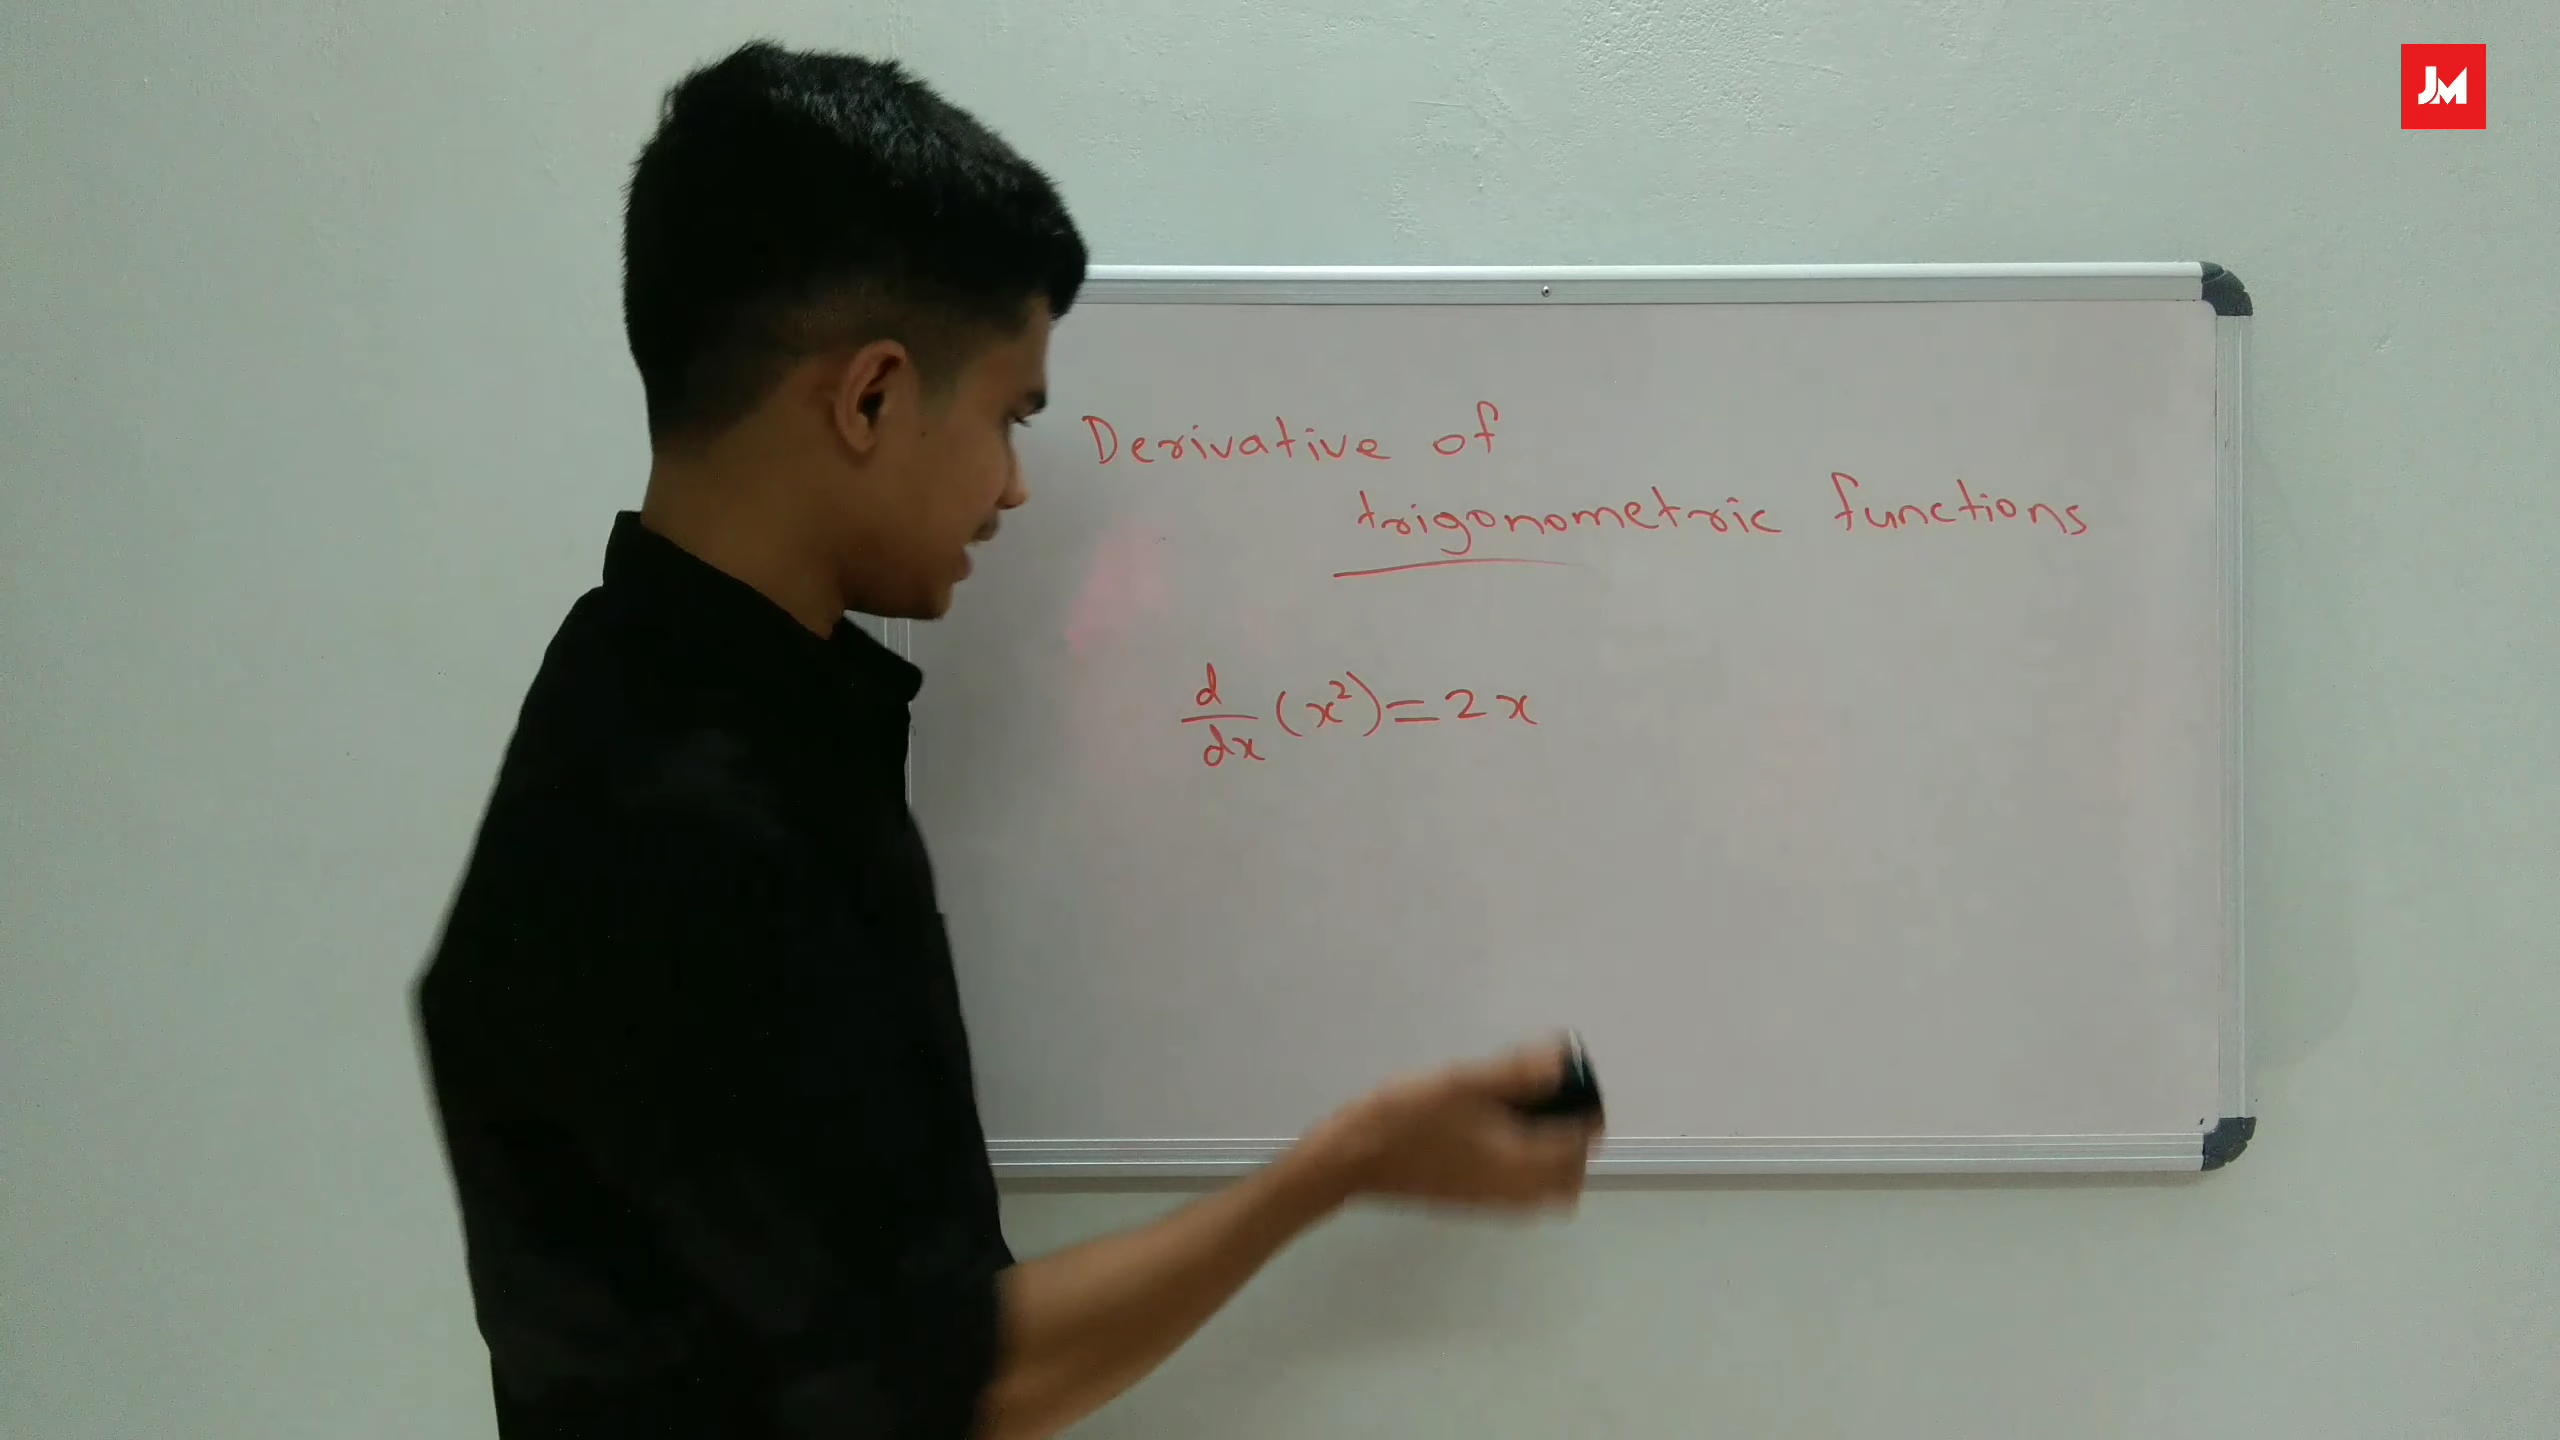 JM
Derivative of
trigonometric functions
d/dx (x²) = 2x